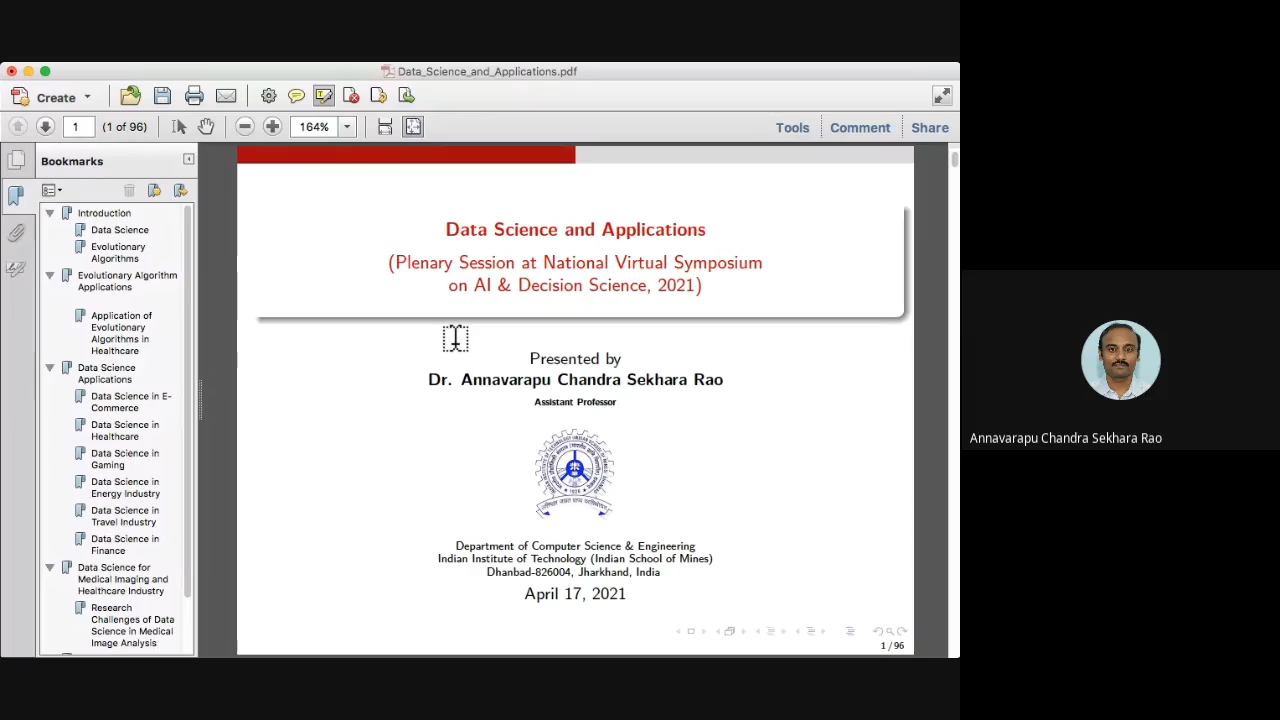 Data_Science_and_Applications.pdf
Create
1 (1 of 96) 164% Tools Comment Share
Bookmarks
Introduction
Data Science
Evolutionary
Algorithms
Evolutionary Algorithm
Applications
Application of
Evolutionary
Algorithms in
Healthcare
Data Science
Applications
Data Science in E-
Commerce
Data Science in
Healthcare
Data Science in
Gaming
Data Science in
Energy Industry
Data Science in
Travel Industry
Data Science in
Finance
Data Science for
Medical Imaging and
Healthcare Industry
Research
Challenges of Data
Science in Medical
Image Analysis
Data Science and Applications
(Plenary Session at National Virtual Symposium
on AI & Decision Science, 2021)
Presented by
Dr. Annavarapu Chandra Sekhara Rao
Assistant Professor
Department of Computer Science & Engineering
Indian Institute of Technology (Indian School of Mines)
Dhanbad-826004, Jharkhand, India
April 17, 2021
1 / 96
Annavarapu Chandra Sekhara Rao